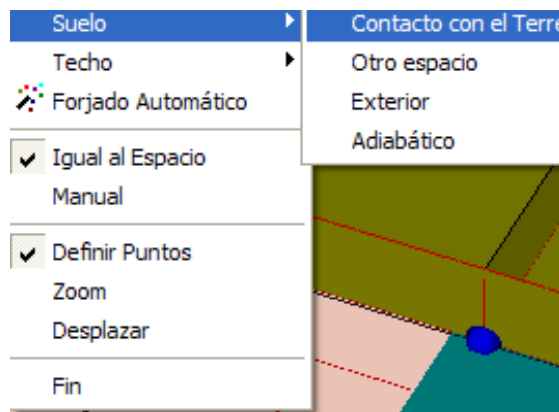 Suelo
Techo
Forjado Automático
Igual al Espacio
Manual
Definir Puntos
Zoom
Desplazar
Fin
Contacto con el Terre
Otro espacio
Exterior
Adiabático